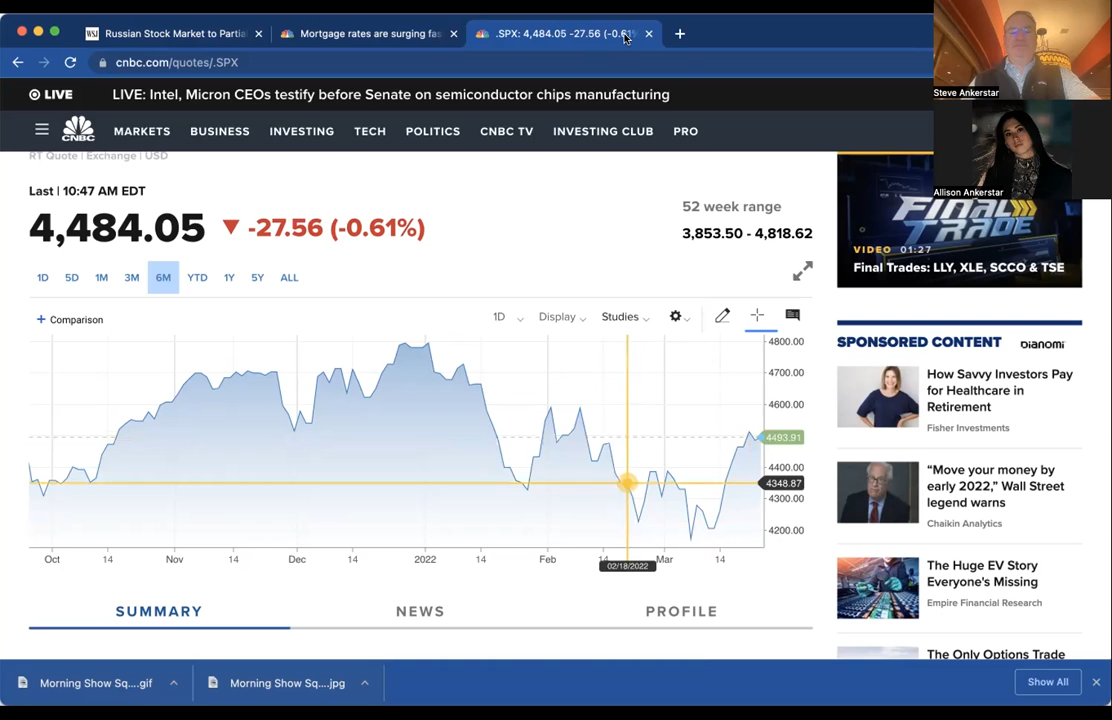 WSJ Russian Stock Market to Partia
Mortgage rates are surging fas
.SPX: 4,484.05 -27.56 (-0.61%
cnbc.com/quotes/.SPX
Steve Ankerstar
LIVE LIVE: Intel, Micron CEOs testify before Senate on semiconductor chips manufacturing
CNBC MARKETS BUSINESS INVESTING TECH POLITICS CNBC TV INVESTING CLUB PRO
RT Quote | Exchange | USD
Last | 10:47 AM EDT
4,484.05 ▼ -27.56 (-0.61%)
52 week range
3,853.50 - 4,818.62
Allison Ankerstar
FINAL
TRADE
VIDEO 01:27
Final Trades: LLY, XLE, SCCO & TSE
1D 5D 1M 3M 6M YTD 1Y 5Y ALL
+ Comparison 1D Display Studies
4800.00
4700.00
4600.00
4493.91
4400.00
4348.87
4300.00
4200.00
Oct 14 Nov 14 Dec 14 2022 14 Feb 14 Mar 14
02/18/2022
SPONSORED CONTENT DIANOMI
How Savvy Investors Pay
for Healthcare in
Retirement
Fisher Investments
“Move your money by
early 2022,” Wall Street
legend warns
Chaikin Analytics
The Huge EV Story
Everyone's Missing
Empire Financial Research
The Only Options Trade
SUMMARY NEWS PROFILE
Morning Show Sq....gif
Morning Show Sq....jpg
Show All